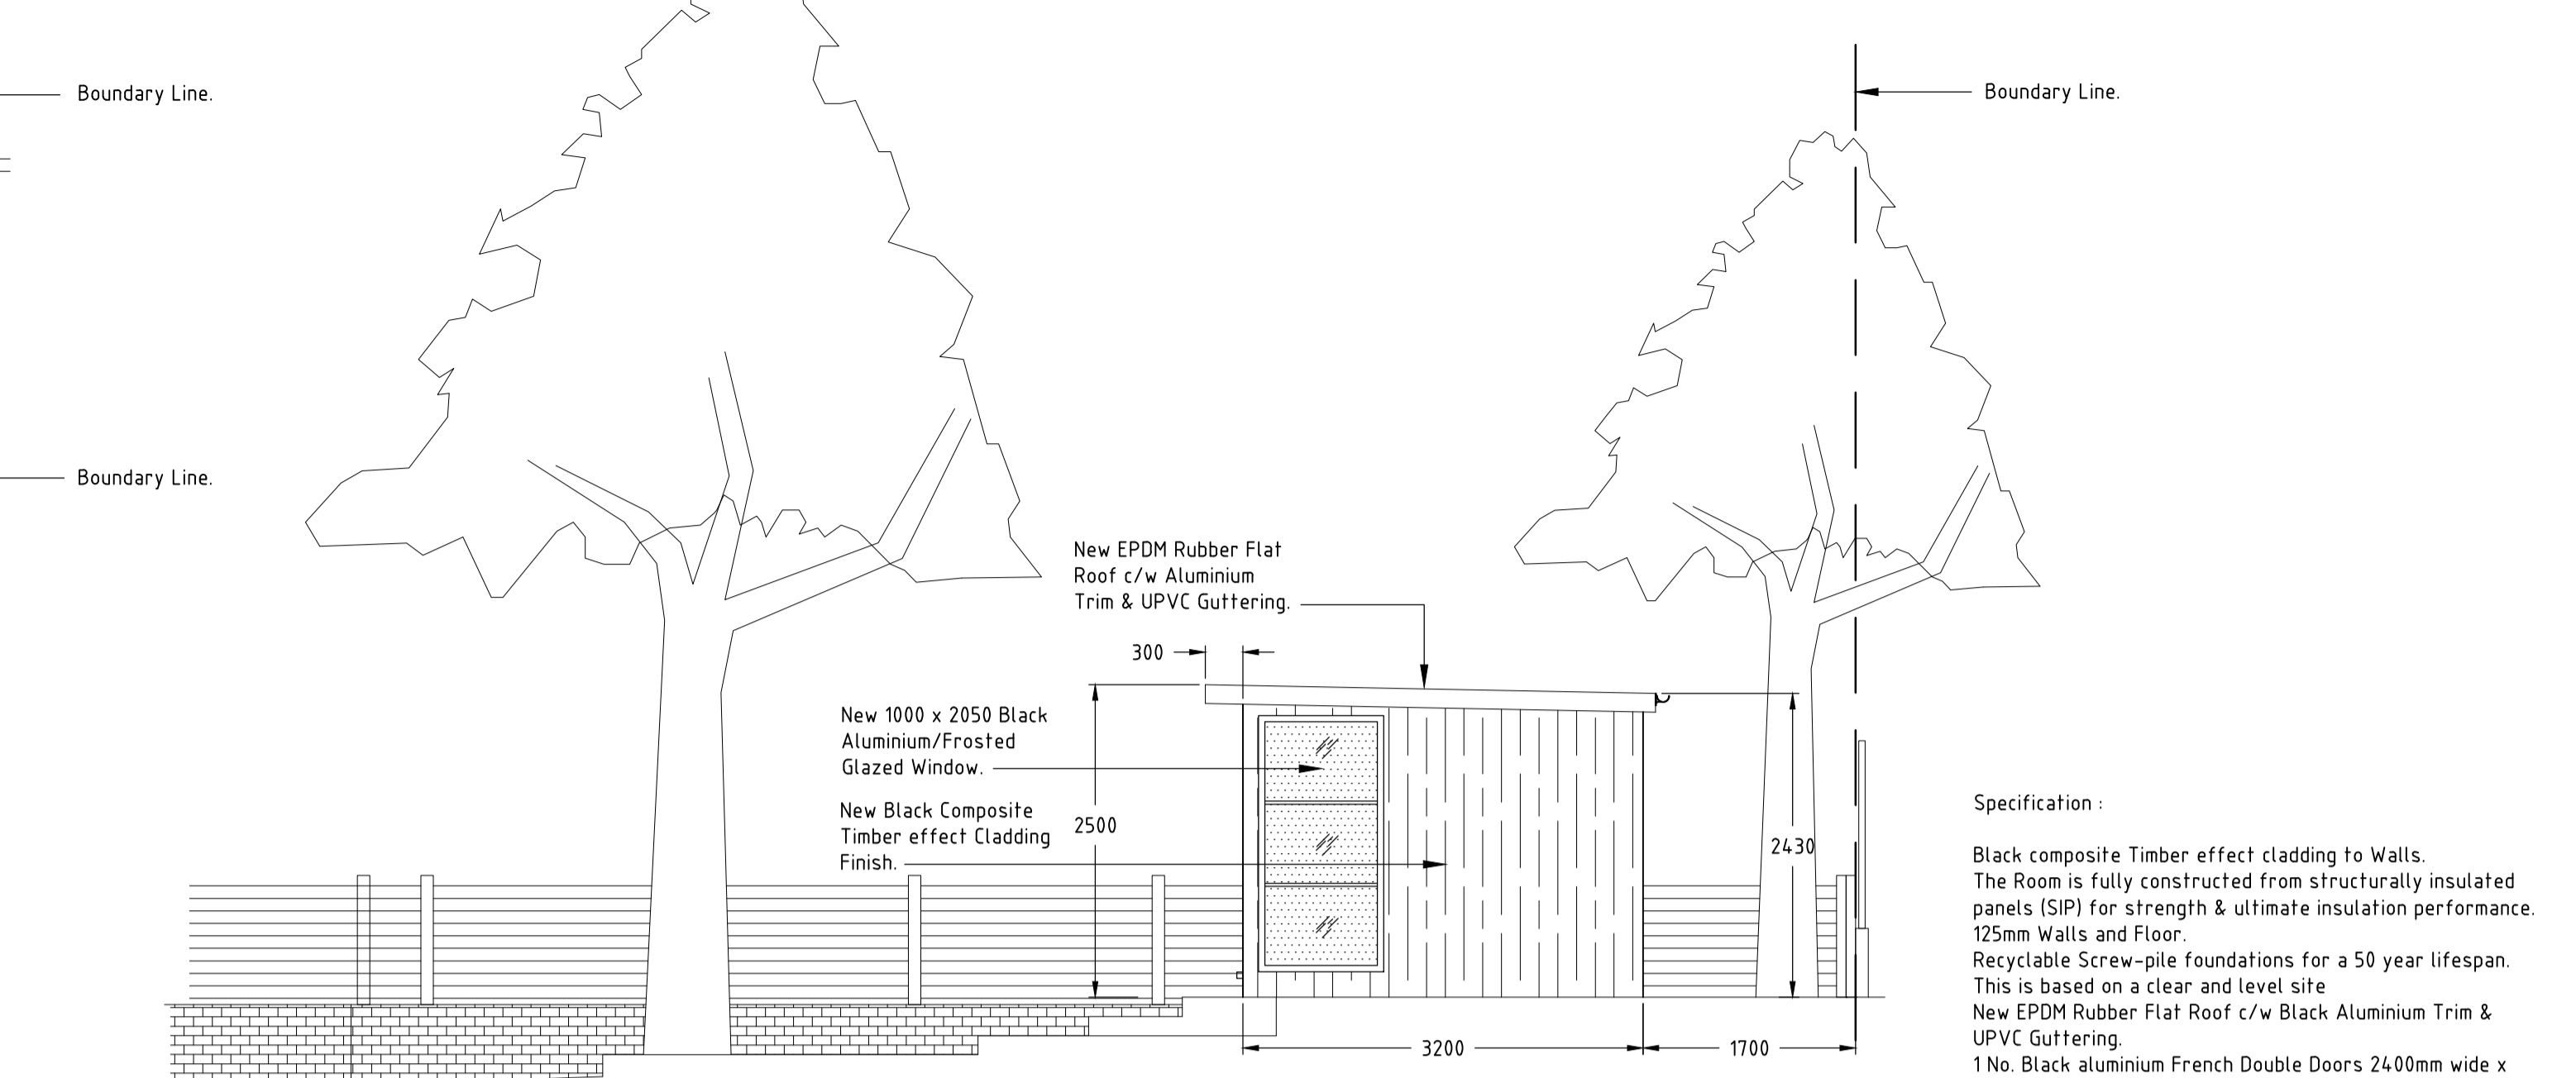 Boundary Line.
Boundary Line.
Boundary Line.
New EPDM Rubber Flat
Roof c/w Aluminium
Trim & UPVC Guttering.
300
New 1000 x 2050 Black
Aluminium/Frosted
Glazed Window.
New Black Composite
Timber effect Cladding
Finish.
2500
2430
3200
1700
Specification :
Black composite Timber effect cladding to Walls.
The Room is fully constructed from structurally insulated
panels (SIP) for strength & ultimate insulation performance.
125mm Walls and Floor.
Recyclable Screw-pile foundations for a 50 year lifespan.
This is based on a clear and level site
New EPDM Rubber Flat Roof c/w Black Aluminium Trim &
UPVC Guttering.
1 No. Black aluminium French Double Doors 2400mm wide x